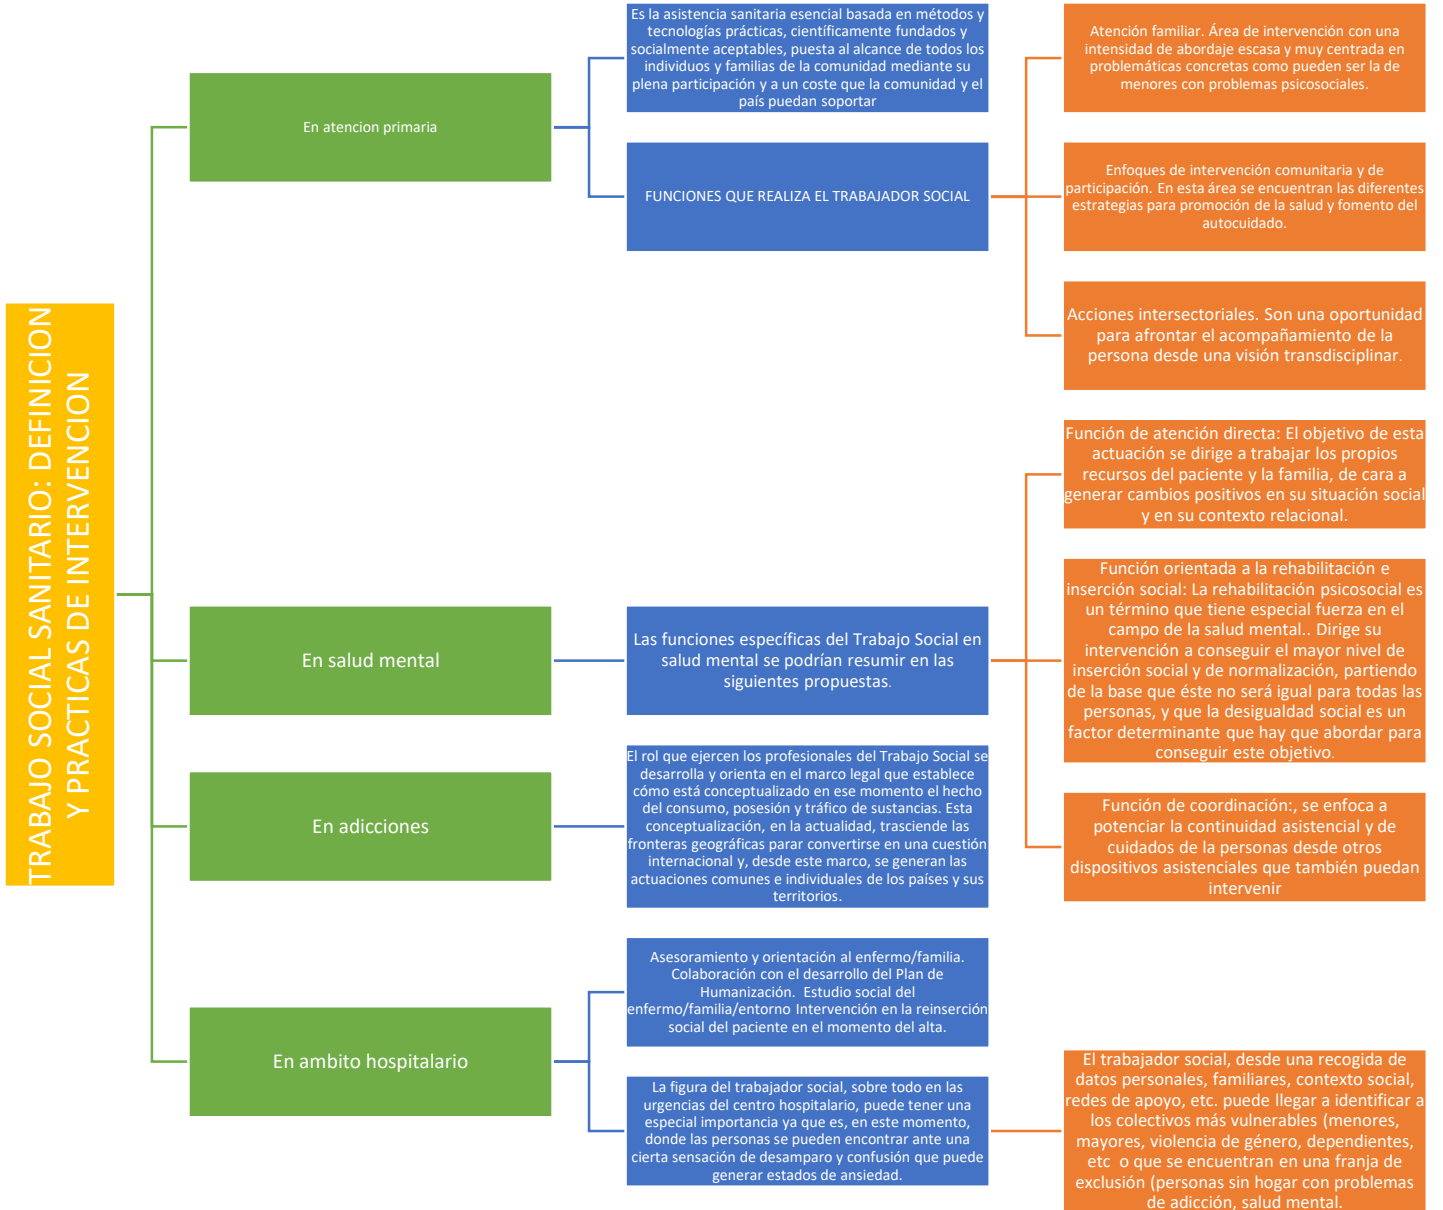 TRABAJO SOCIAL SANITARIO: DEFINICION
Y PRACTICAS DE INTERVENCION
En atencion primaria
Es la asistencia sanitaria esencial basada en métodos y
tecnologías prácticas, científicamente fundados y
socialmente aceptables, puesta al alcance de todos los
individuos y familias de la comunidad mediante su
plena participación y a un coste que la comunidad y el
país puedan soportar
FUNCIONES QUE REALIZA EL TRABAJADOR SOCIAL
Atención familiar. Área de intervención con una
intensidad de abordaje escasa y muy centrada en
problemáticas concretas como pueden ser la de
menores con problemas psicosociales.
Enfoques de intervención comunitaria y de
participación. En esta área se encuentran las diferentes
estrategias para promoción de la salud y fomento del
autocuidado.
Acciones intersectoriales. Son una oportunidad
para afrontar el acompañamiento de la
persona desde una visión transdisciplinar.
En salud mental
Las funciones específicas del Trabajo Social en
salud mental se podrían resumir en las
siguientes propuestas.
Función de atención directa: El objetivo de esta
actuación se dirige a trabajar los propios
recursos del paciente y la familia, de cara a
generar cambios positivos en su situación social
y en su contexto relacional.
Función orientada a la rehabilitación e
inserción social: La rehabilitación psicosocial es
un término que tiene especial fuerza en el
campo de la salud mental.. Dirige su
intervención a conseguir el mayor nivel de
inserción social y de normalización, partiendo
de la base que éste no será igual para todas las
personas, y que la desigualdad social es un
factor determinante que hay que abordar para
conseguir este objetivo.
Función de coordinación:, se enfoca a
potenciar la continuidad asistencial y de
cuidados de la personas desde otros
dispositivos asistenciales que también puedan
intervenir
En adicciones
El rol que ejercen los profesionales del Trabajo Social se
desarrolla y orienta en el marco legal que establece
cómo está conceptualizado en ese momento el hecho
del consumo, posesión y tráfico de sustancias. Esta
conceptualización, en la actualidad, trasciende las
fronteras geográficas parar convertirse en una cuestión
internacional y, desde este marco, se generan las
actuaciones comunes e individuales de los países y sus
territorios.
En ambito hospitalario
Asesoramiento y orientación al enfermo/familia.
Colaboración con el desarrollo del Plan de
Humanización. Estudio social del
enfermo/familia/entorno Intervención en la reinserción
social del paciente en el momento del alta.
La figura del trabajador social, sobre todo en las
urgencias del centro hospitalario, puede tener una
especial importancia ya que es, en este momento,
donde las personas se pueden encontrar ante una
cierta sensación de desamparo y confusión que puede
generar estados de ansiedad.
El trabajador social, desde una recogida de
datos personales, familiares, contexto social,
redes de apoyo, etc. puede llegar a identificar a
los colectivos más vulnerables (menores,
mayores, violencia de género, dependientes,
etc o que se encuentran en una franja de
exclusión (personas sin hogar con problemas
de adicción, salud mental.